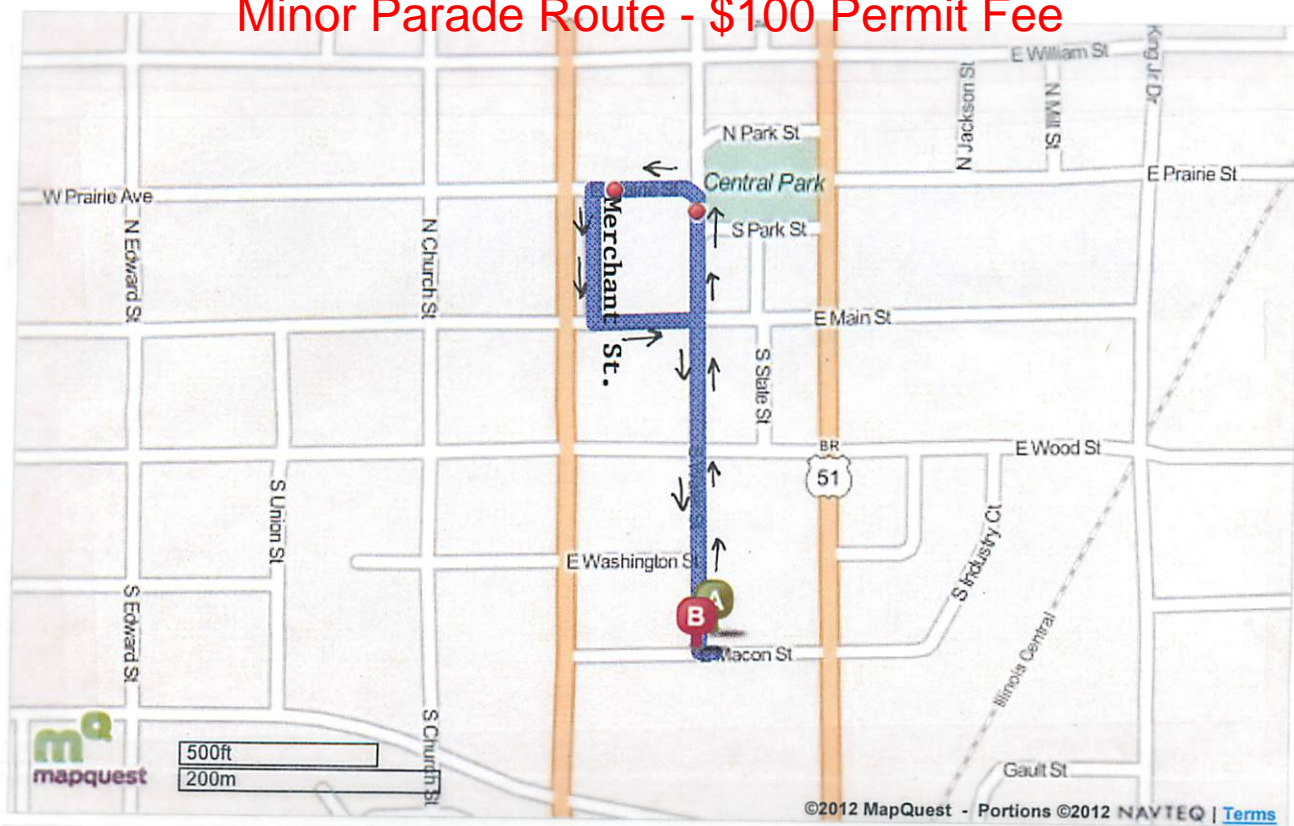 Minor Parade Route - $100 Permit Fee
E William St
King Jr Dr
N Jackson St
N Mill St
N Park St
E Prairie St
Central Park
W Prairie Ave
S Park St
N Edward St
N Church St
Merchant St.
E Main St
S State St
BR
51
E Wood St
S Union St
E Washington St
S Industry Ct
A
B
Macon St
S Edward St
Illinois Central
S Church St
mQ
mapquest
500ft
200m
Gault St
©2012 MapQuest - Portions ©2012 NAVTEQ | Terms